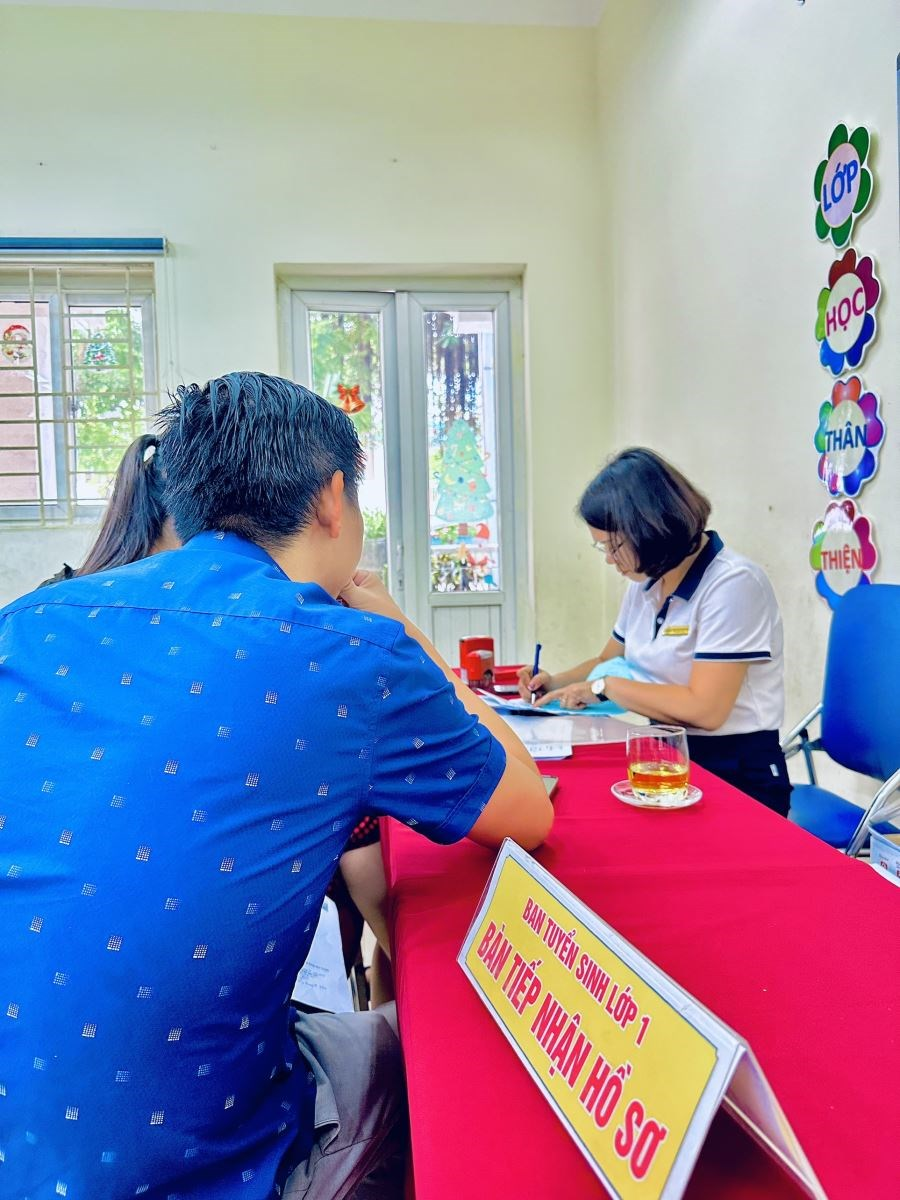 LỚP
HỌC
THÂN
THIỆN
BAN TUYỂN SINH LỚP 1
BÀN TIẾP NHẬN HỒ SƠ